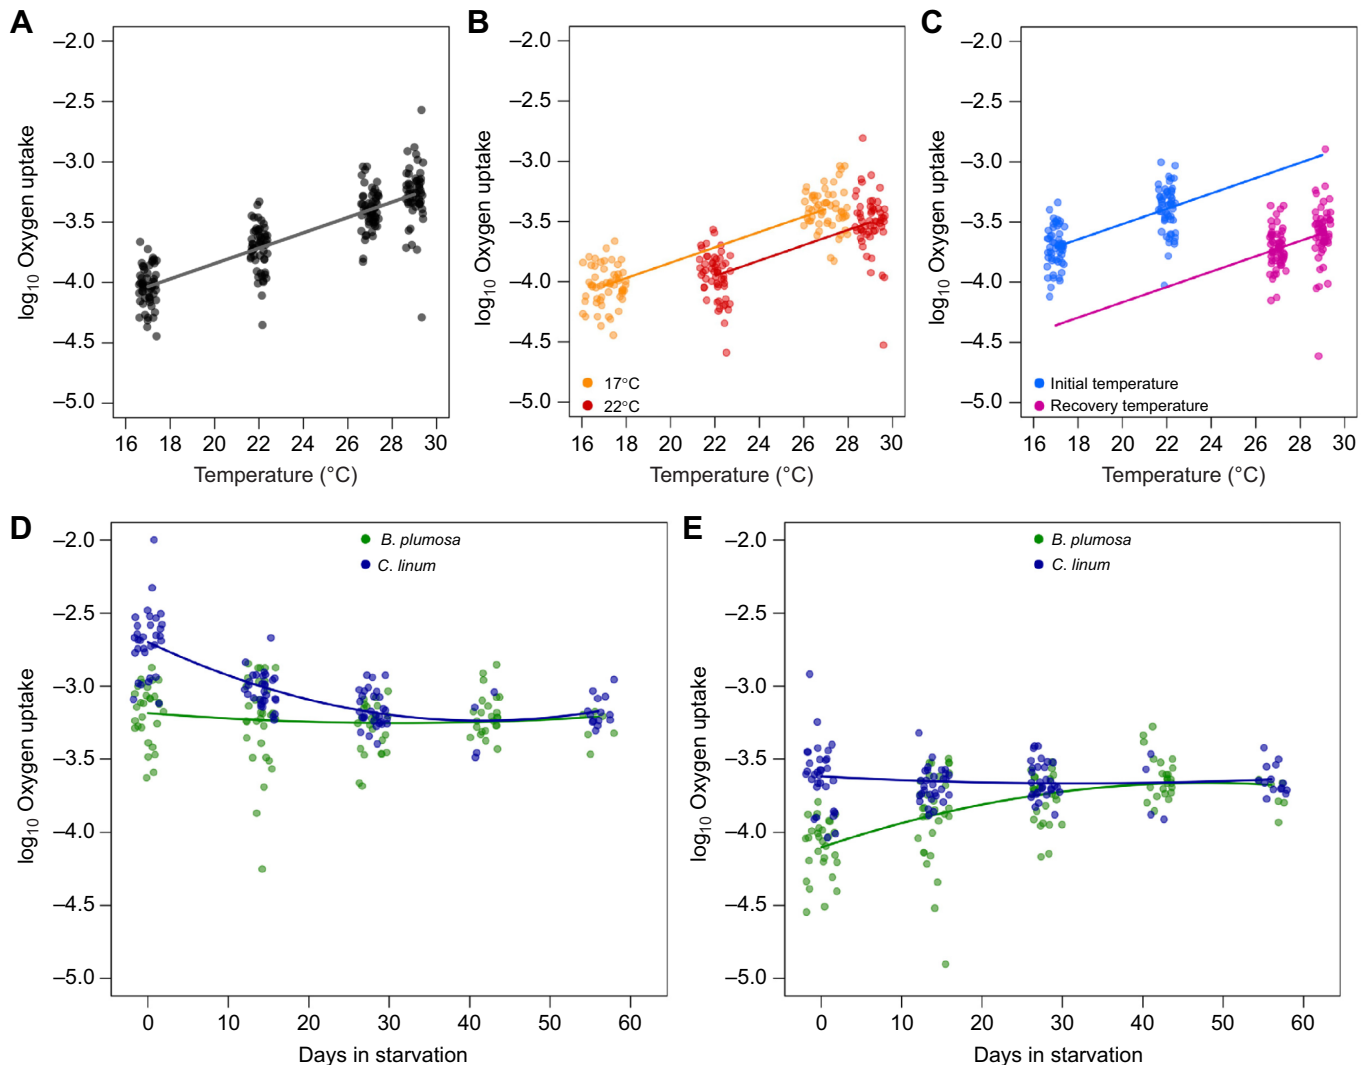 A
B
C
–2.0
–2.5
–3.0
–3.5
–4.0
–4.5
–5.0
log10 Oxygen uptake
16 18 20 22 24 26 28 30
Temperature (°C)
–2.0
–2.5
–3.0
–3.5
–4.0
–4.5
–5.0
log10 Oxygen uptake
17°C
22°C
16 18 20 22 24 26 28 30
Temperature (°C)
–2.0
–2.5
–3.0
–3.5
–4.0
–4.5
–5.0
log10 Oxygen uptake
Initial temperature
Recovery temperature
16 18 20 22 24 26 28 30
Temperature (°C)
D
E
–2.0
–2.5
–3.0
–3.5
–4.0
–4.5
–5.0
log10 Oxygen uptake
B. plumosa
C. linum
0 10 20 30 40 50 60
Days in starvation
–2.0
–2.5
–3.0
–3.5
–4.0
–4.5
–5.0
log10 Oxygen uptake
B. plumosa
C. linum
0 10 20 30 40 50 60
Days in starvation